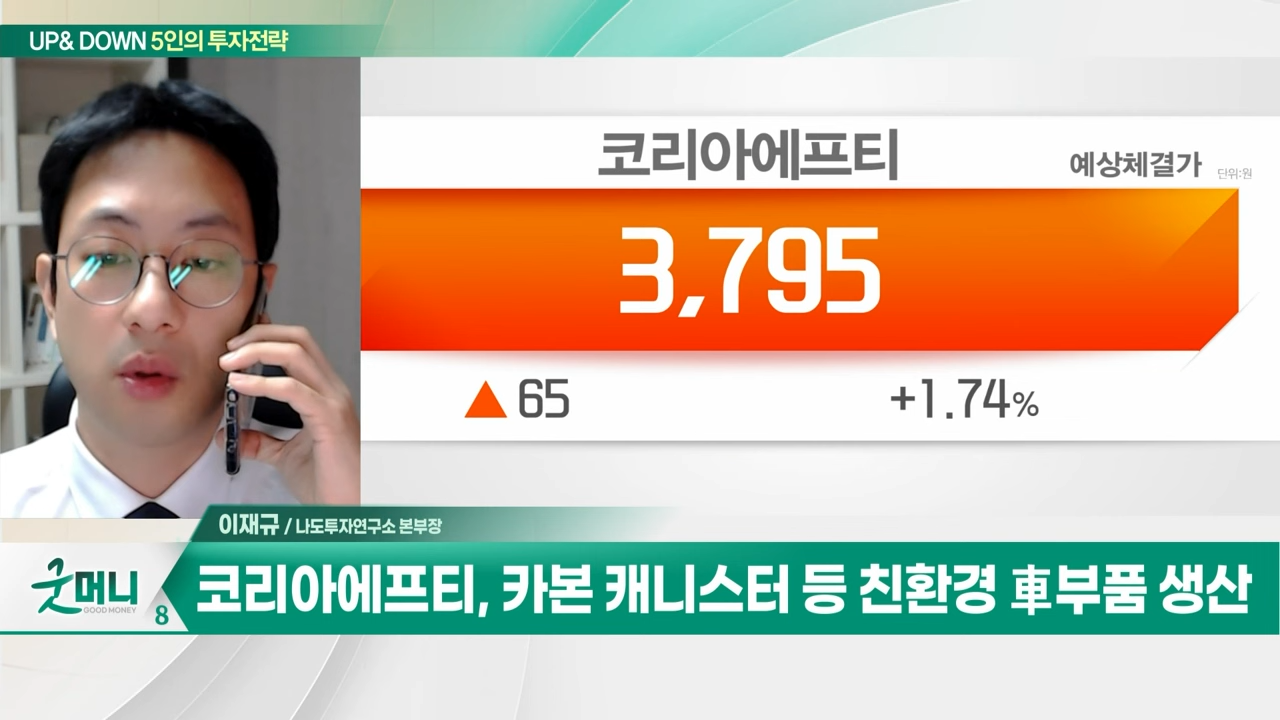 UP& DOWN 5인의 투자전략
코리아에프티
예상체결가
단위:원
3,795
▲ 65
+1.74%
이재규 / 나도투자연구소 본부장
굿머니
GOOD MONEY
8
코리아에프티, 카본 캐니스터 등 친환경 車부품 생산